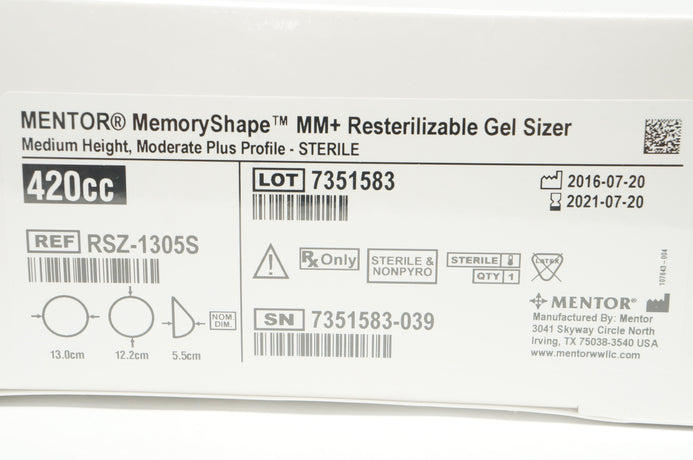 MENTOR® MemoryShape™ MM+ Resterilizable Gel Sizer
Medium Height, Moderate Plus Profile - STERILE
420cc
LOT 7351583
2016-07-20
2021-07-20
REF RSZ-1305S
Rx Only
STERILE & NONPYRO
STERILE
QTY 1
LATEX
107643-004
13.0cm
12.2cm
5.5cm
NOM. DIM.
SN 7351583-039
MENTOR®
Manufactured By: Mentor
3041 Skyway Circle North
Irving, TX 75038-3540 USA
www.mentorwwllc.com